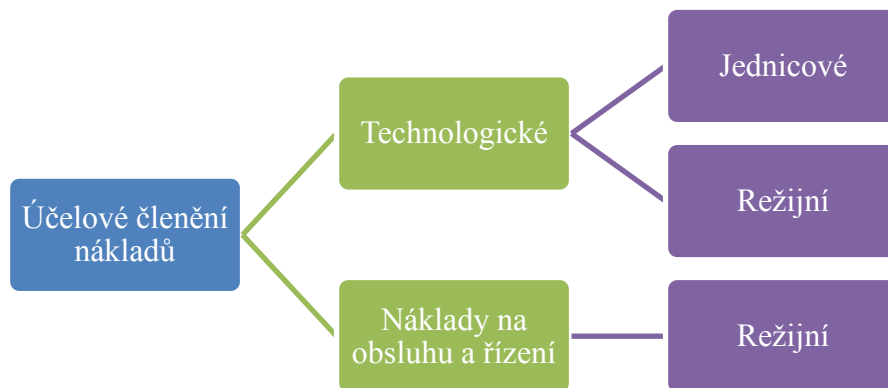 Účelové členění
nákladů
Technologické
Náklady na
obsluhu a řízení
Jednicové
Režijní
Režijní